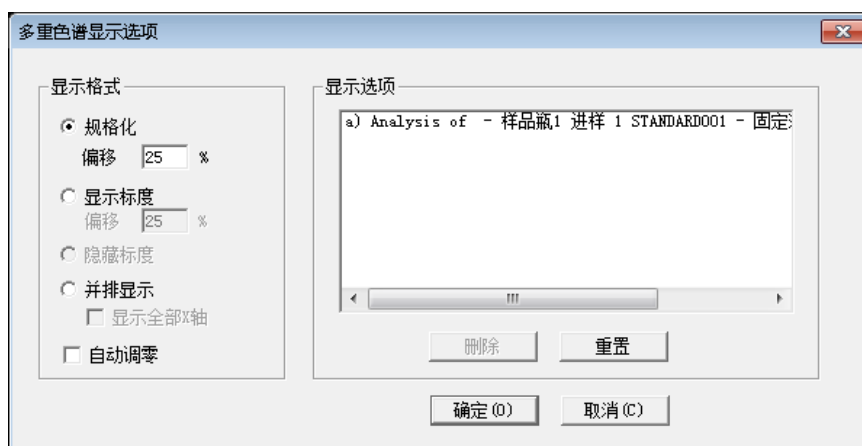 多重色谱显示选项
显示格式
规格化
偏移 25 %
显示标度
偏移 25 %
隐藏标度
并排显示
显示全部X轴
自动调零
显示选项
a) Analysis of - 样品瓶1 进样 1 STANDARD001 - 固定
删除 重置
确定(O) 取消(C)